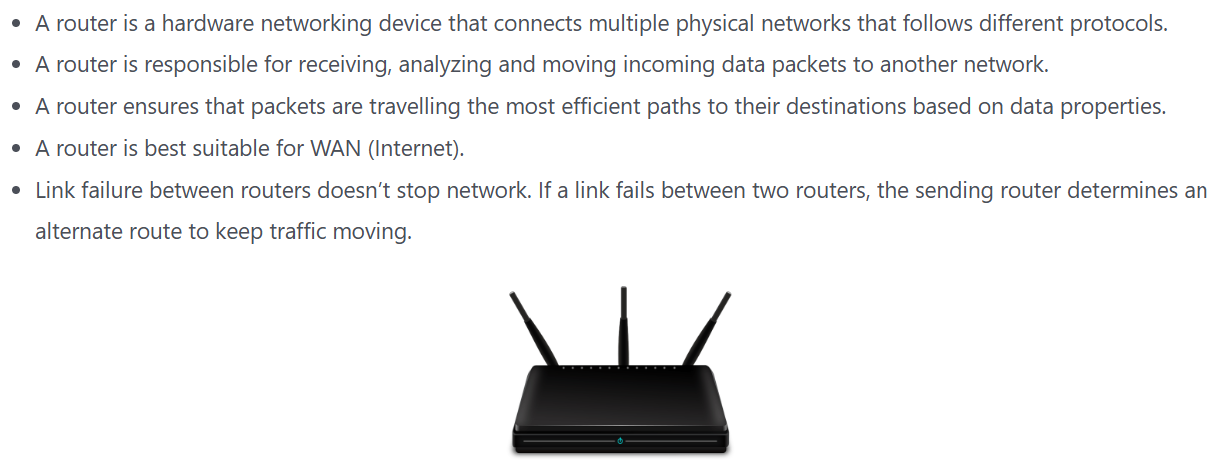 • A router is a hardware networking device that connects multiple physical networks that follows different protocols.
• A router is responsible for receiving, analyzing and moving incoming data packets to another network.
• A router ensures that packets are travelling the most efficient paths to their destinations based on data properties.
• A router is best suitable for WAN (Internet).
• Link failure between routers doesn’t stop network. If a link fails between two routers, the sending router determines an
alternate route to keep traffic moving.